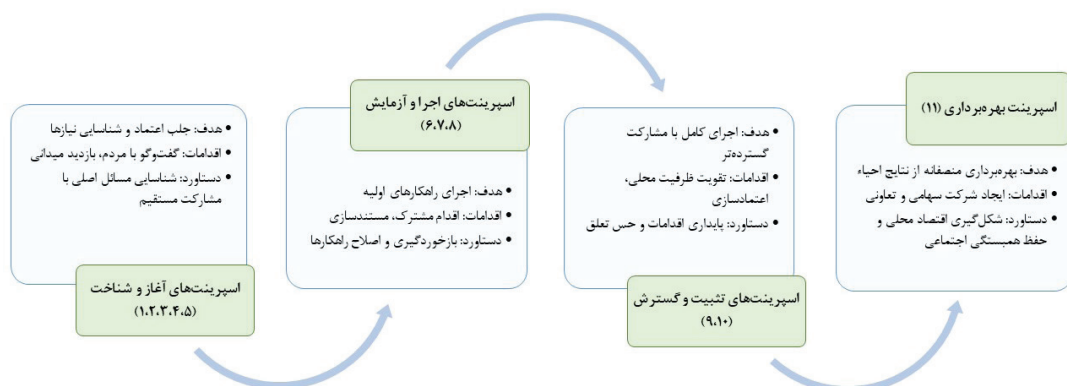 هدف: جلب اعتماد و شناسایی نیازها
اقدامات: گفت‌وگو با مردم، بازدید میدانی
دستاورد: شناسایی مسائل اصلی با
مشارکت مستقیم
اسپرینت‌های آغاز و شناخت
(۱،۲،۳،۴،۵)
اسپرینت‌های اجرا و آزمایش
(۶،۷،۸)
هدف: اجرای راهکارهای اولیه
اقدامات: اقدام مشترک، مستندسازی
دستاورد: بازخوردگیری و اصلاح راهکارها
هدف: اجرای کامل با مشارکت
گسترده‌تر
اقدامات: تقویت ظرفیت محلی،
اعتمادسازی
دستاورد: پایداری اقدامات و حس تعلق
اسپرینت‌های تثبیت و گسترش
(۹،۱۰)
اسپرینت بهره‌برداری (۱۱)
هدف: بهره‌برداری منصفانه از نتایج احیاء
اقدامات: ایجاد شرکت سهامی و تعاونی
دستاورد: شکل‌گیری اقتصاد محلی و
حفظ همبستگی اجتماعی